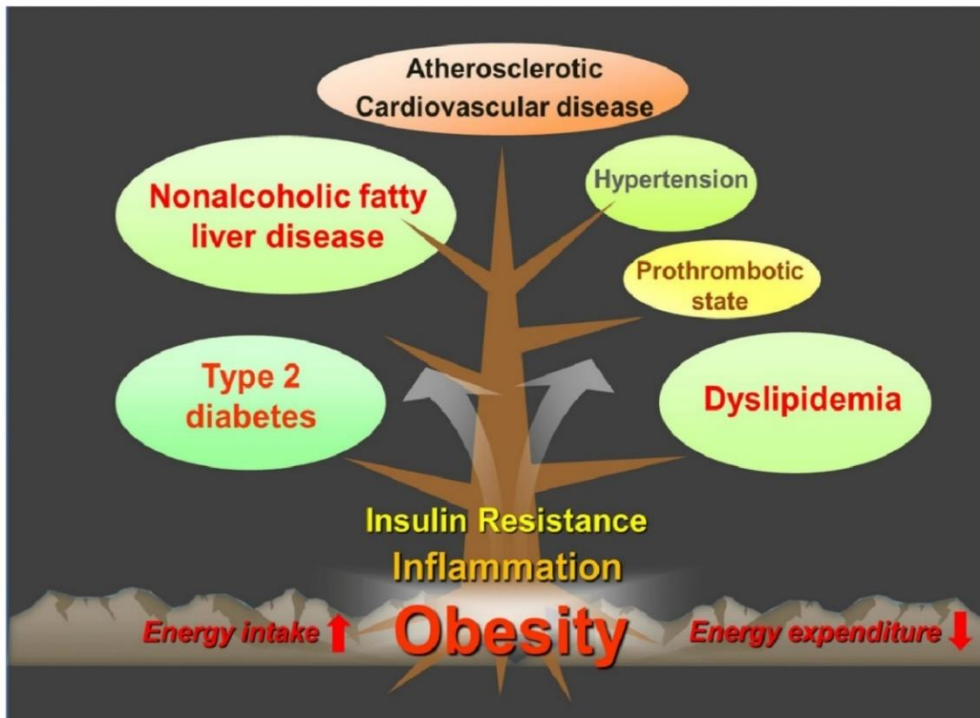 Atherosclerotic
Cardiovascular disease
Nonalcoholic fatty
liver disease
Hypertension
Prothrombotic
state
Type 2
diabetes
Dyslipidemia
Insulin Resistance
Inflammation
Energy intake
Obesity
Energy expenditure